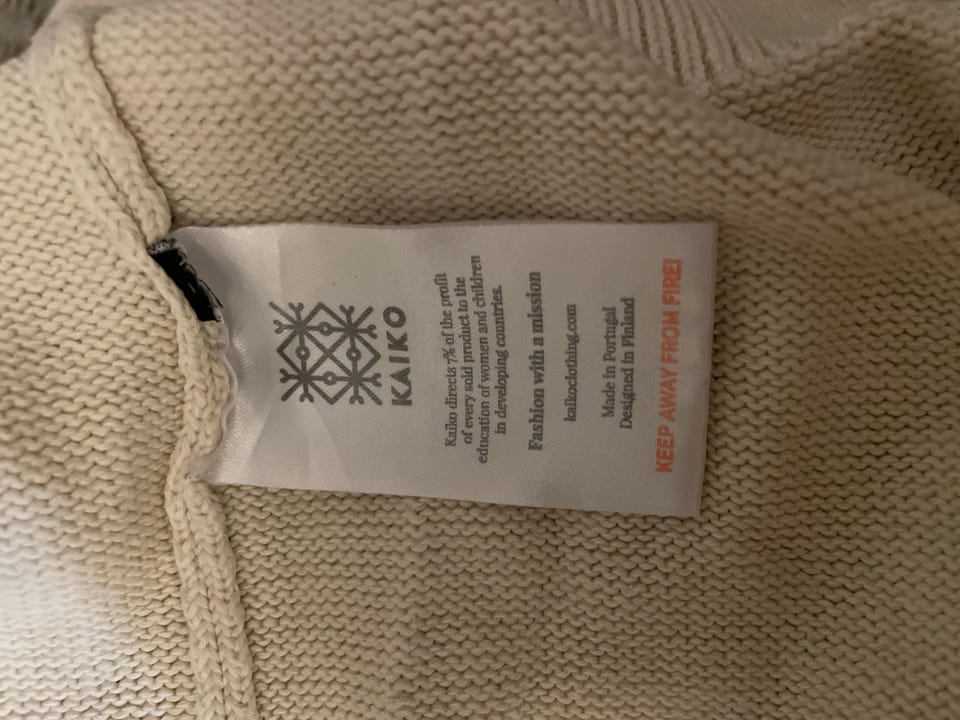 KAIKO
Kaiko directs 7% of the profit
of every sold product to the
education of women and children
in developing countries.
Fashion with a mission
kaikoclothing.com
Made in Portugal
Designed in Finland
KEEP AWAY FROM FIRE!